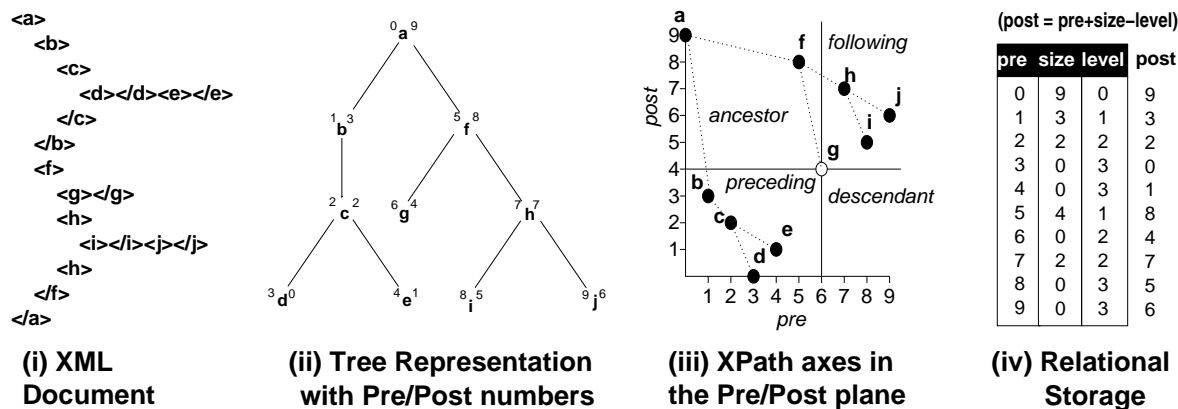 <a>
<b>
<c>
<d></d><e></e>
</c>
</b>
<f>
<g></g>
<h>
<i></i><j></j>
<h>
</f>
</a>
(i) XML
Document
0 a 9
1 b 3
5 f 8
2 c 2
6 g 4
7 h 7
3 d 0
4 e 1
8 i 5
9 j 6
(ii) Tree Representation
with Pre/Post numbers
a
9
f
following
8
h
7
j
6
ancestor
i
5
g
4
b
preceding
descendant
3
c
2
e
1
d
post
1 2 3 4 5 6 7 8 9
pre
(iii) XPath axes in
the Pre/Post plane
(post = pre+size−level)
pre size level post
0 9 0 9
1 3 1 3
2 2 2 2
3 0 3 0
4 0 3 1
5 4 1 8
6 0 2 4
7 2 2 7
8 0 3 5
9 0 3 6
(iv) Relational
Storage